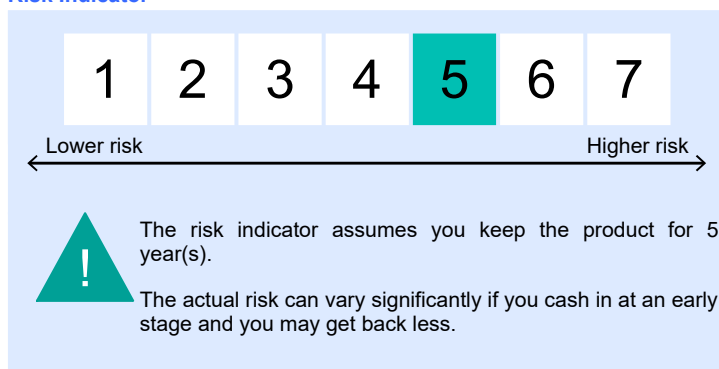 Risk Indicator
1 2 3 4 5 6 7
Lower risk Higher risk
!
The risk indicator assumes you keep the product for 5
year(s).
The actual risk can vary significantly if you cash in at an early
stage and you may get back less.